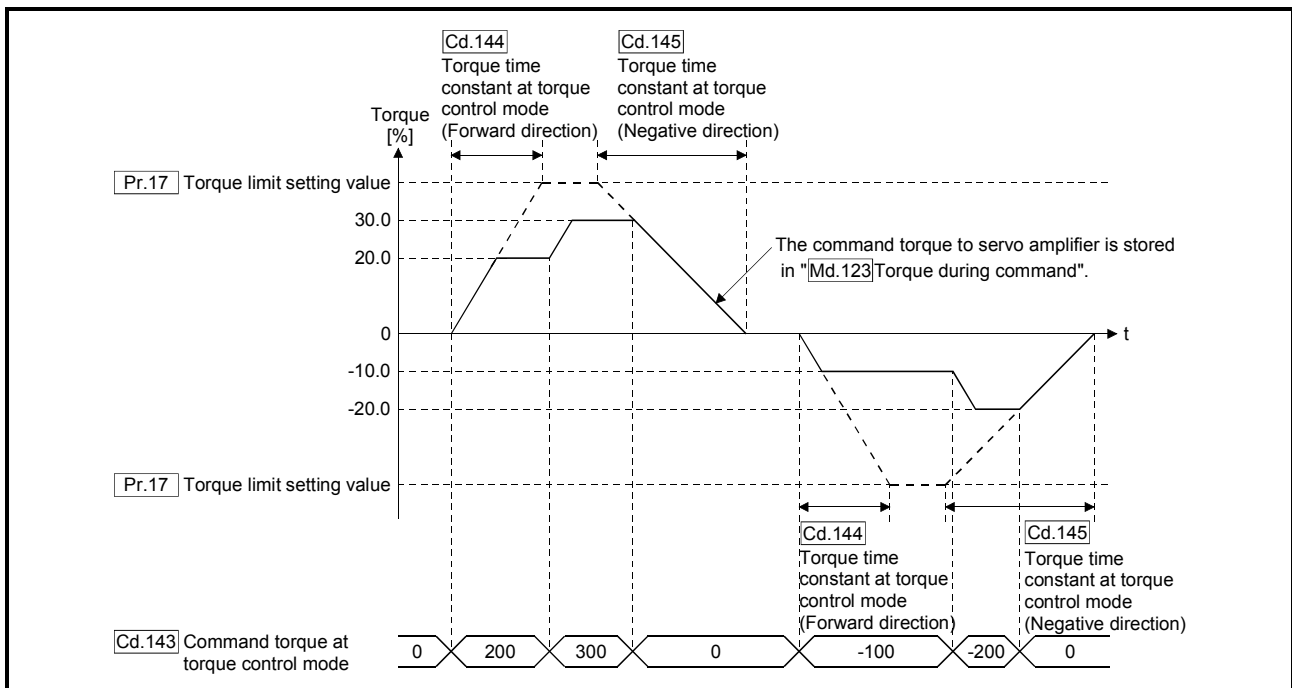 Cd.144
Torque time
constant at torque
control mode
(Forward direction)
Cd.145
Torque time
constant at torque
control mode
(Negative direction)
Torque
[%]
Pr.17 Torque limit setting value
30.0
20.0
The command torque to servo amplifier is stored
in "Md.123 Torque during command".
0
t
-10.0
-20.0
Pr.17 Torque limit setting value
Cd.144
Torque time
constant at torque
control mode
(Forward direction)
Cd.145
Torque time
constant at torque
control mode
(Negative direction)
Cd.143 Command torque at
torque control mode
0 200 300 0 -100 -200 0